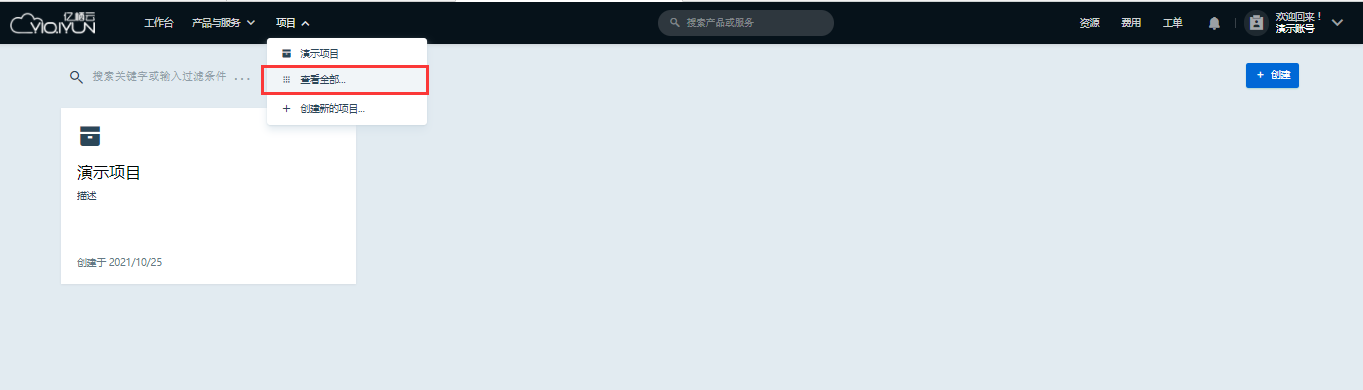 亿栖云
YIQIYUN
工作台 产品与服务 项目 搜索产品或服务 资源 费用 工单 欢迎回来！
演示账号
演示项目
查看全部...
创建新的项目...
搜索关键字或输入过滤条件 ...
+ 创建
演示项目
描述
创建于 2021/10/25